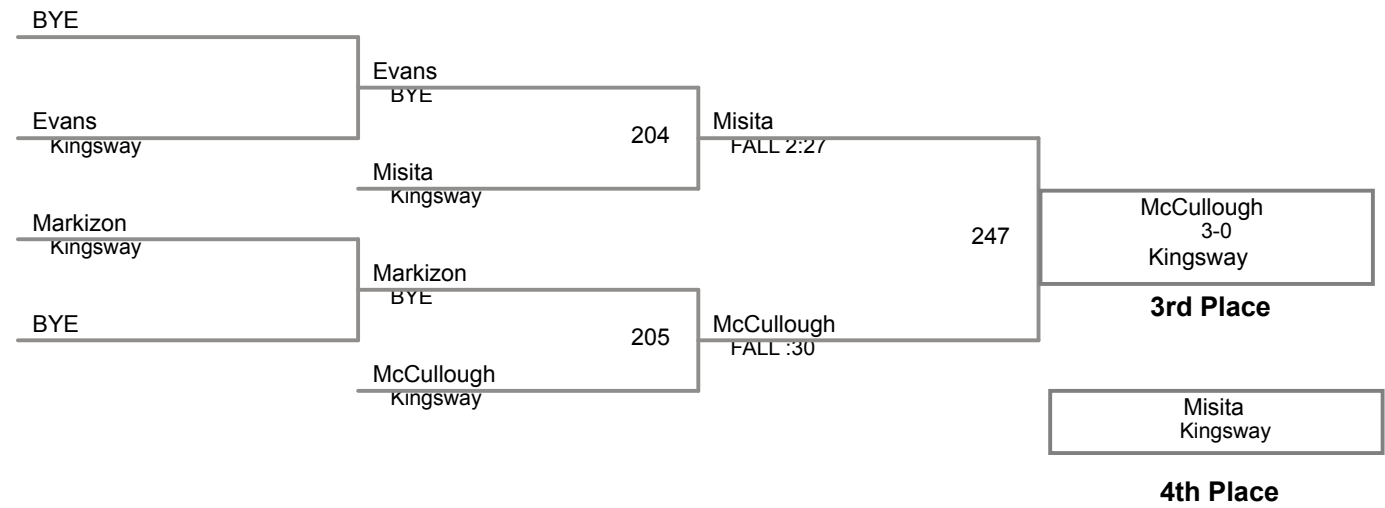 BYE
Evans
BYE
Evans
Kingsway
204
Misita
FALL 2:27
Misita
Kingsway
McCullough
3-0
Kingsway
Markizon
Kingsway
247
Markizon
BYE
3rd Place
BYE
205
McCullough
FALL :30
McCullough
Kingsway
Misita
Kingsway
4th Place